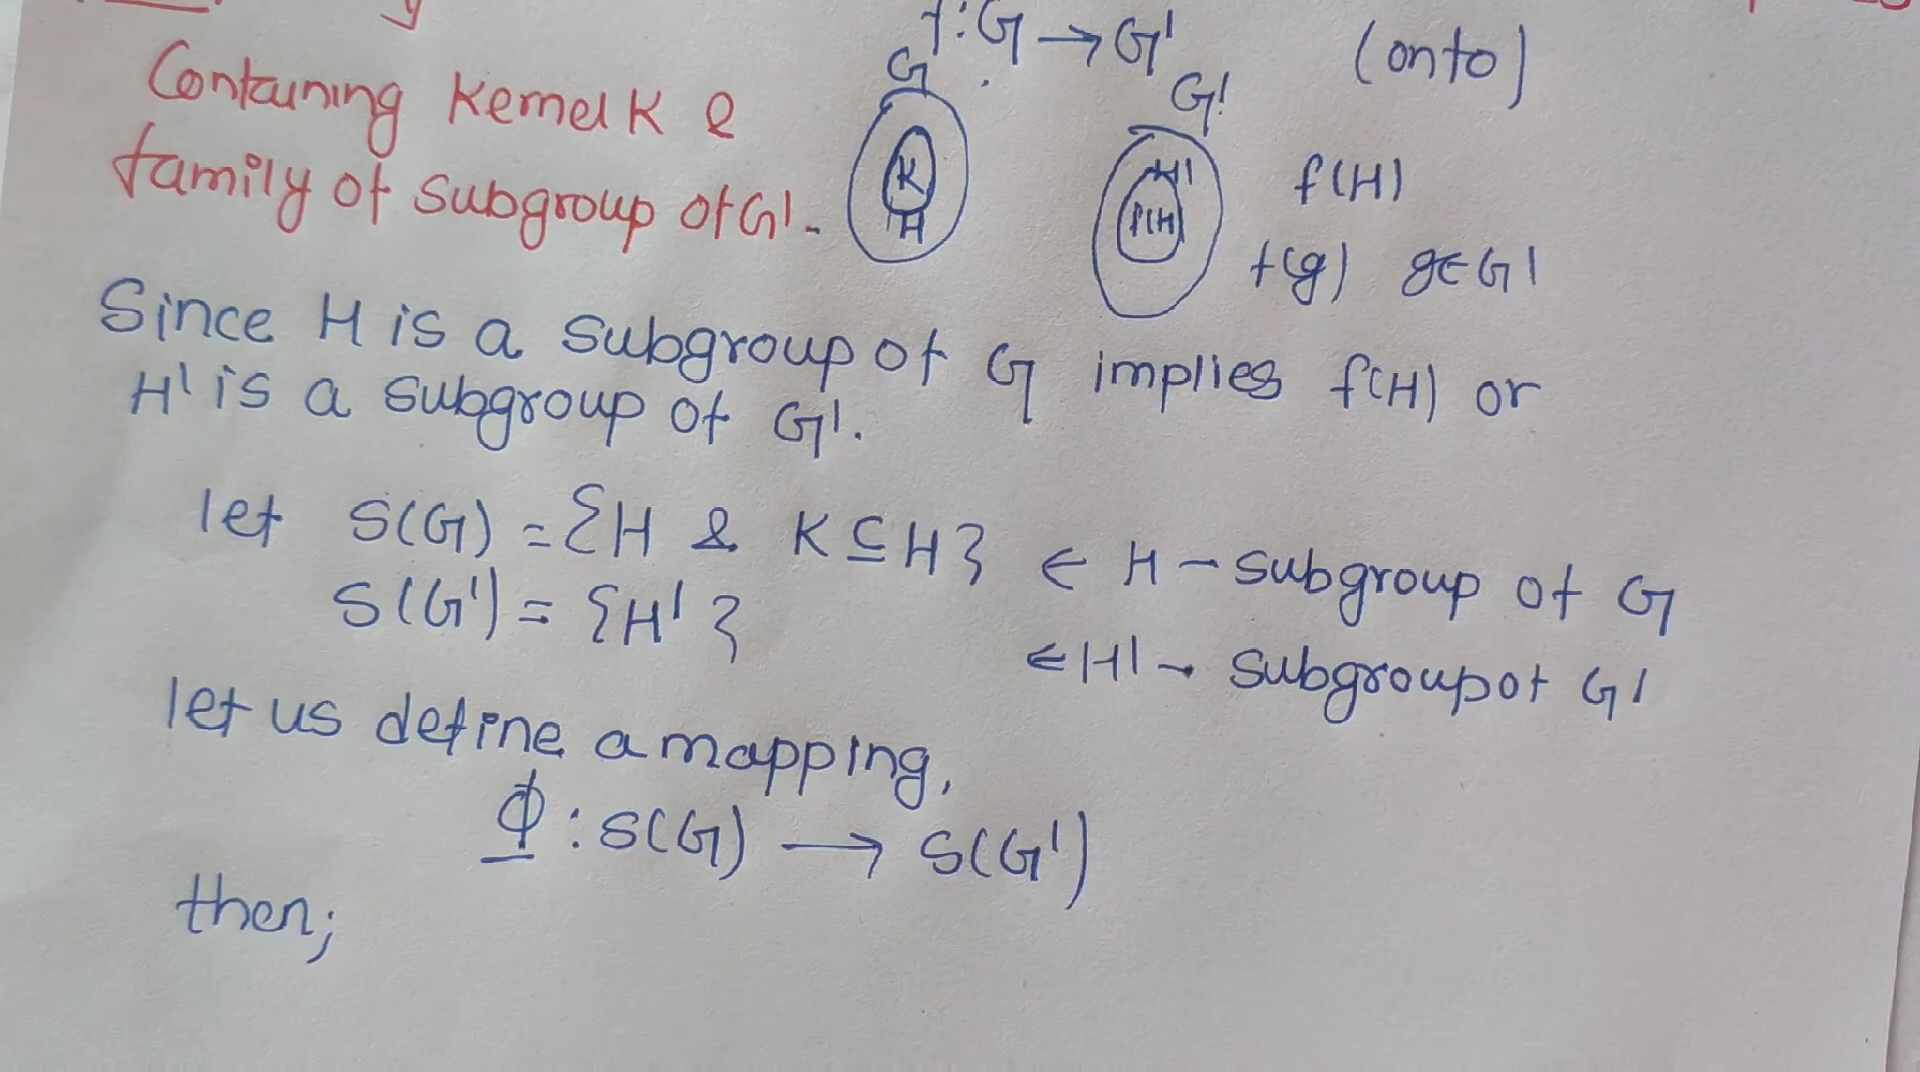 f:G → G' (onto)
Containing Kernel K &
family of subgroup of G'.
G
K
H
G!
H'
f(H)
f(H)
f(g) g∈G'
Since H is a subgroup of G implies f(H) or
H' is a subgroup of G'.
let S(G) = {H & K ⊆ H} ∈ H - subgroup of G
S(G') = {H'} ∈ H' - subgroup of G'
let us define a mapping,
Φ : S(G) → S(G')
then;